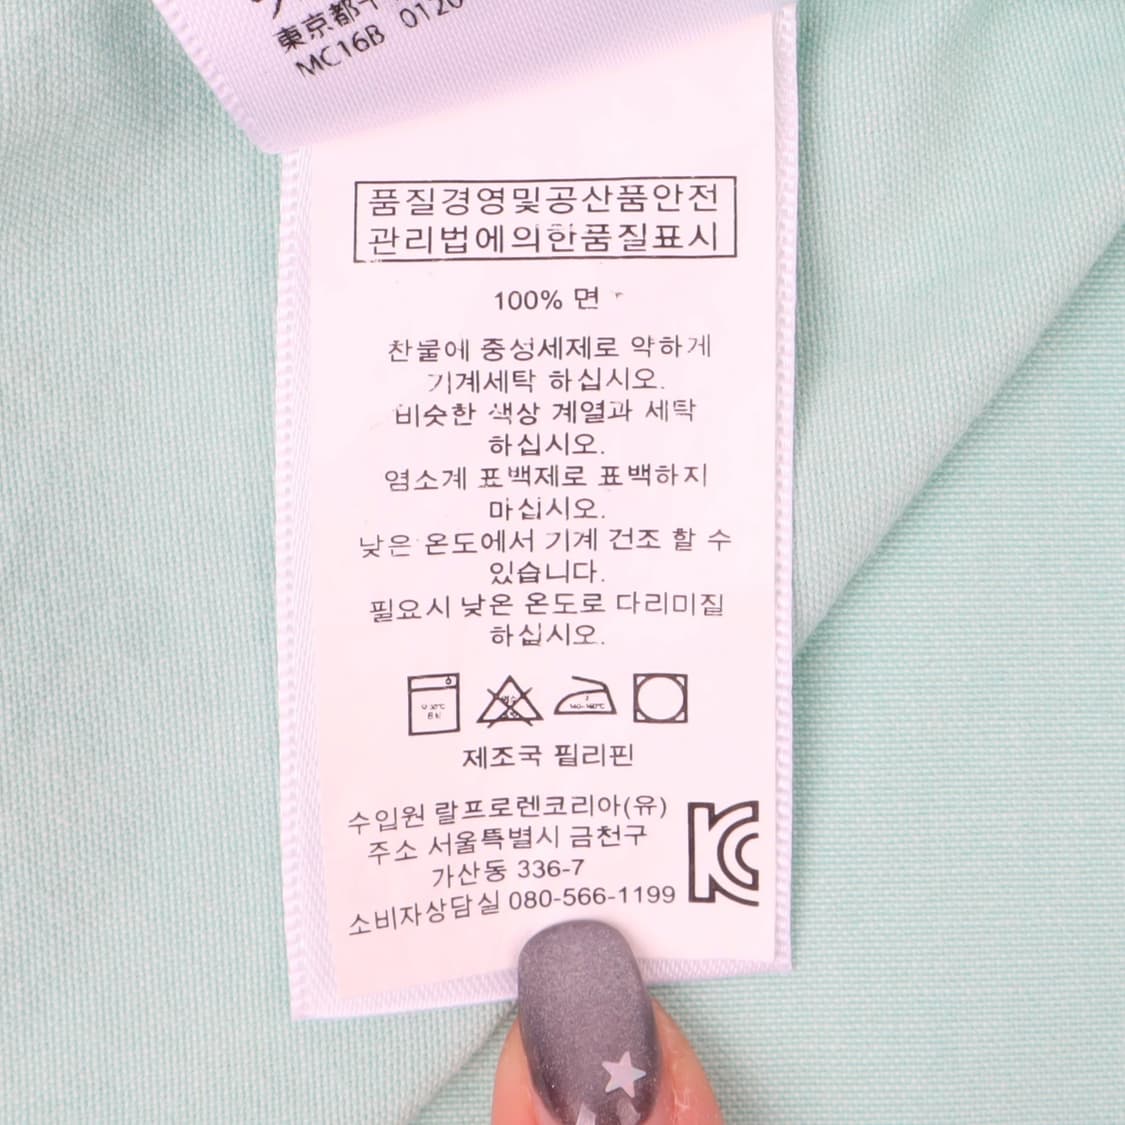 東京都千
MC16B 0120
품질경영및공산품안전
관리법에의한품질표시
100% 면
찬물에 중성세제로 약하게
기계세탁 하십시오.
비슷한 색상 계열과 세탁
하십시오.
염소계 표백제로 표백하지
마십시오.
낮은 온도에서 기계 건조 할 수
있습니다.
필요시 낮은 온도로 다리미질
하십시오.
제조국 필리핀
수입원 랄프로렌코리아(유)
주소 서울특별시 금천구
가산동 336-7
소비자상담실 080-566-1199